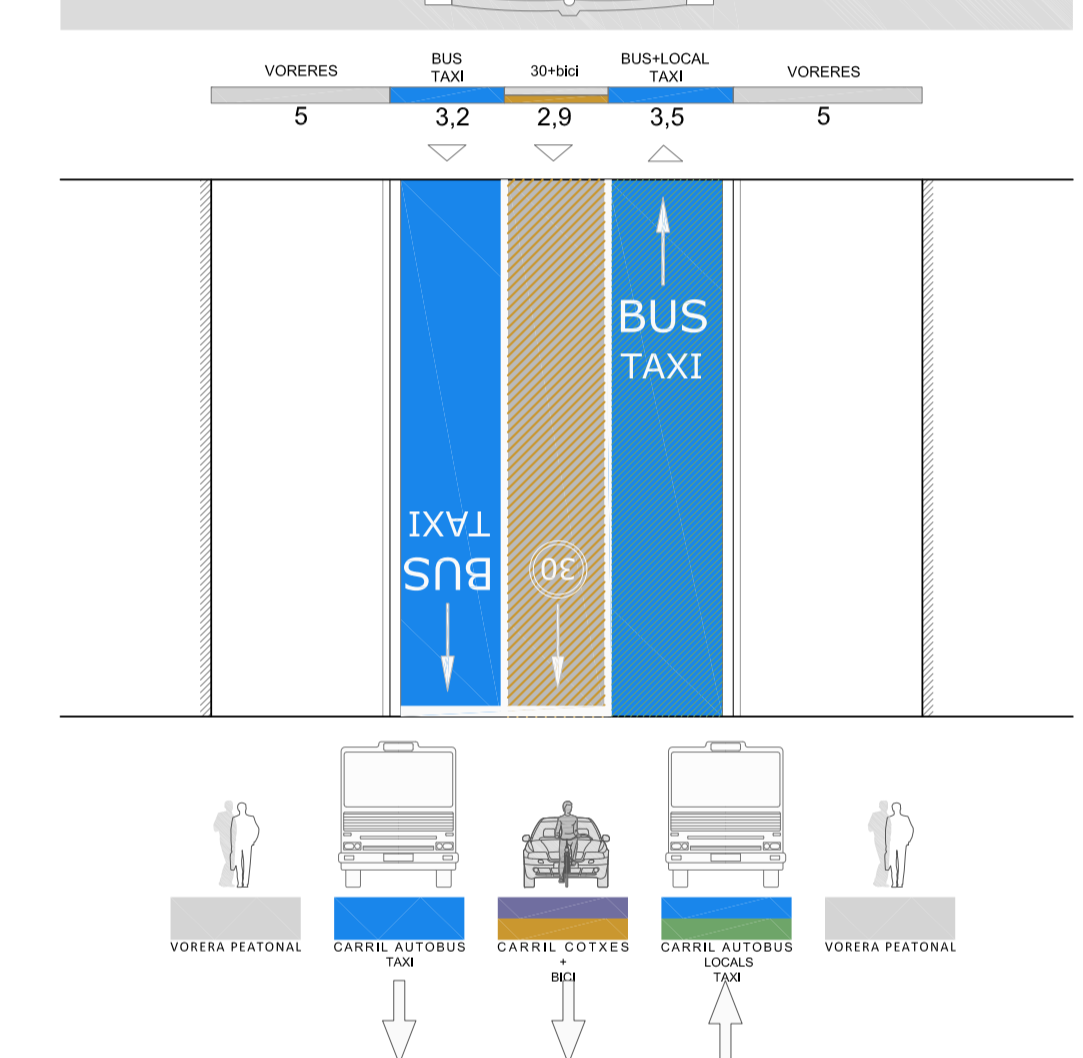 VORERES
BUS
TAXI
30+bici
BUS+LOCAL
TAXI
VORERES
5
3,2
2,9
3,5
5
BUS
TAXI
TAXI
BUS
30
VORERA PEATONAL
CARRIL AUTOBUS
TAXI
CARRIL COTXES
+
BICI
CARRIL AUTOBUS
LOCALS
TAXI
VORERA PEATONAL